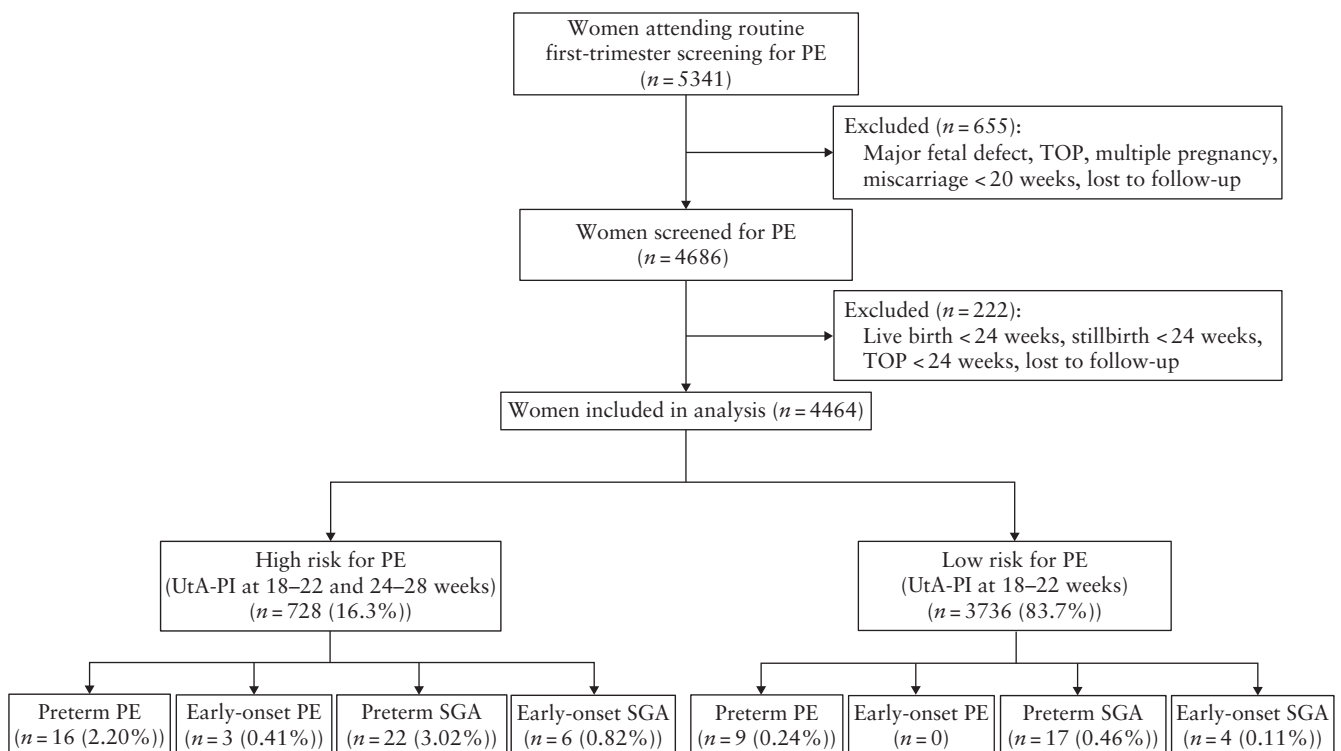 Women attending routine
first-trimester screening for PE
(n = 5341)
Excluded (n = 655):
Major fetal defect, TOP, multiple pregnancy,
miscarriage < 20 weeks, lost to follow-up
Women screened for PE
(n = 4686)
Excluded (n = 222):
Live birth < 24 weeks, stillbirth < 24 weeks,
TOP < 24 weeks, lost to follow-up
Women included in analysis (n = 4464)
High risk for PE
(UtA-PI at 18–22 and 24–28 weeks)
(n = 728 (16.3%))
Low risk for PE
(UtA-PI at 18–22 weeks)
(n = 3736 (83.7%))
Preterm PE
(n = 16 (2.20%))
Early-onset PE
(n = 3 (0.41%))
Preterm SGA
(n = 22 (3.02%))
Early-onset SGA
(n = 6 (0.82%))
Preterm PE
(n = 9 (0.24%))
Early-onset PE
(n = 0)
Preterm SGA
(n = 17 (0.46%))
Early-onset SGA
(n = 4 (0.11%))